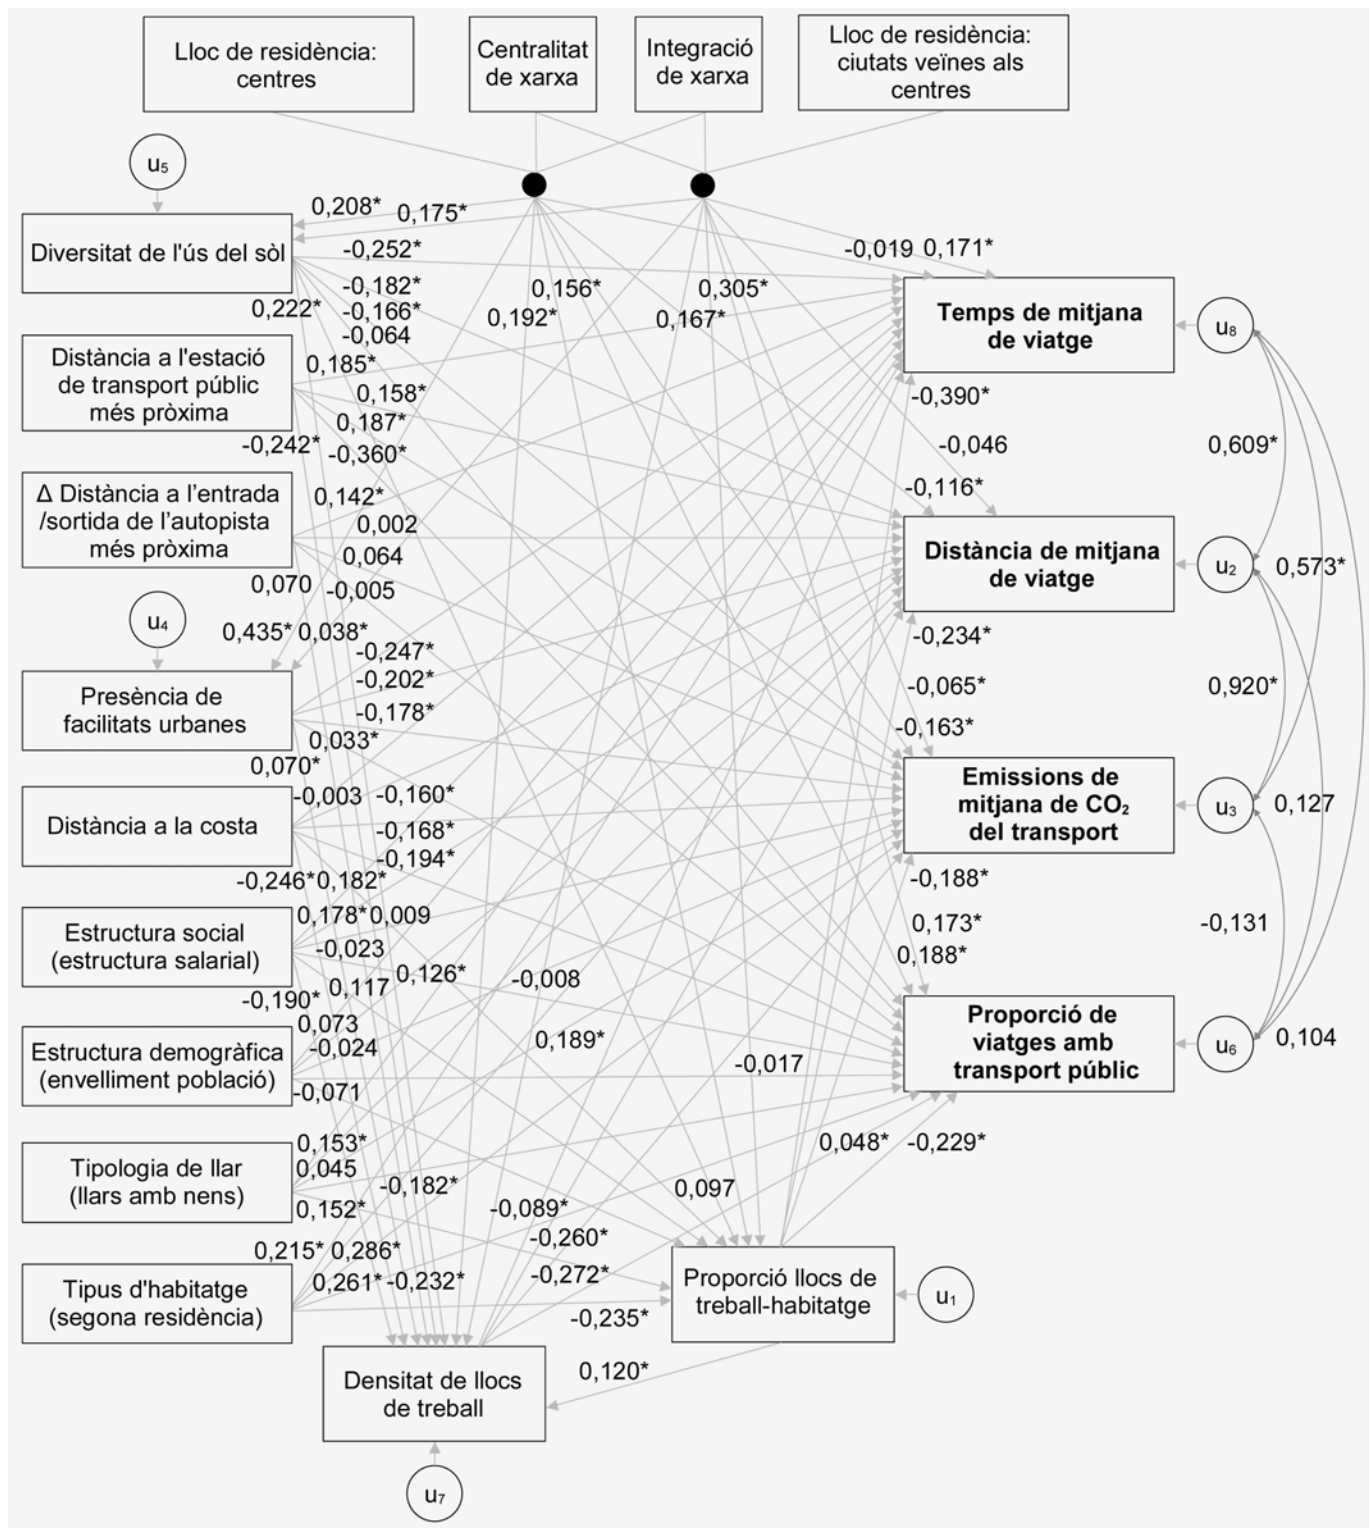 Lloc de residència:
centres
Centralitat
de xarxa
Integració
de xarxa
Lloc de residència:
ciutats veïnes als
centres
u₅
0,208*
0,175*
Diversitat de l'ús del sòl
-0,252*
-0,019
0,171*
-0,182*
0,156*
0,305*
0,222*
-0,166*
0,192*
0,167*
-0,064
Temps de mitjana
de viatge
u₈
Distància a l'estació
de transport públic
més pròxima
0,185*
0,158*
0,187*
-0,242*
-0,360*
-0,390*
-0,046
0,609*
Δ Distància a l’entrada
/sortida de l’autopista
més pròxima
0,142*
0,002
0,064
0,070
-0,005
-0,116*
Distància de mitjana
de viatge
u₂
0,573*
u₄
0,435*
0,038*
-0,247*
-0,202*
-0,178*
-0,234*
-0,065*
0,920*
-0,163*
Presència de
facilitats urbanes
0,033*
0,070*
-0,003
-0,160*
Distància a la costa
-0,168*
-0,194*
-0,246*
0,182*
Emissions de
mitjana de CO₂
del transport
u₃
0,127
-0,188*
0,178*
0,009
0,173*
-0,131
Estructura social
(estructura salarial)
-0,023
0,188*
0,126*
-0,008
0,117
-0,190*
0,073
Estructura demogràfica
(envelliment població)
-0,024
0,189*
-0,017
-0,071
Proporció de
viatges amb
transport públic
u₆
0,104
0,153*
0,048*
-0,229*
Tipologia de llar
(llars amb nens)
0,045
-0,182*
0,097
0,152*
-0,089*
0,215*
0,286*
-0,260*
Tipus d'habitatge
(segona residència)
0,261*
-0,232*
-0,272*
-0,235*
Proporció llocs de
treball-habitatge
u₁
0,120*
Densitat de llocs
de treball
u₇